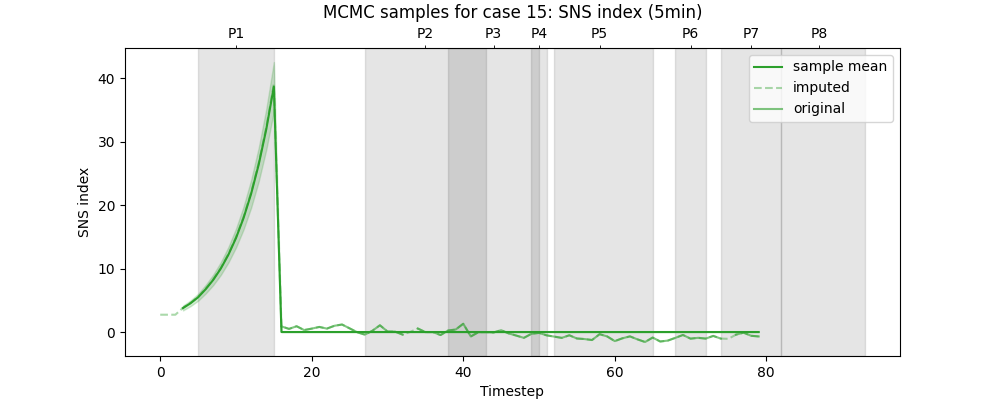 MCMC samples for case 15: SNS index (5min)
P1 P2 P3 P4 P5 P6 P7 P8
sample mean
imputed
original
40
30
20
10
0
SNS index
0 20 40 60 80
Timestep